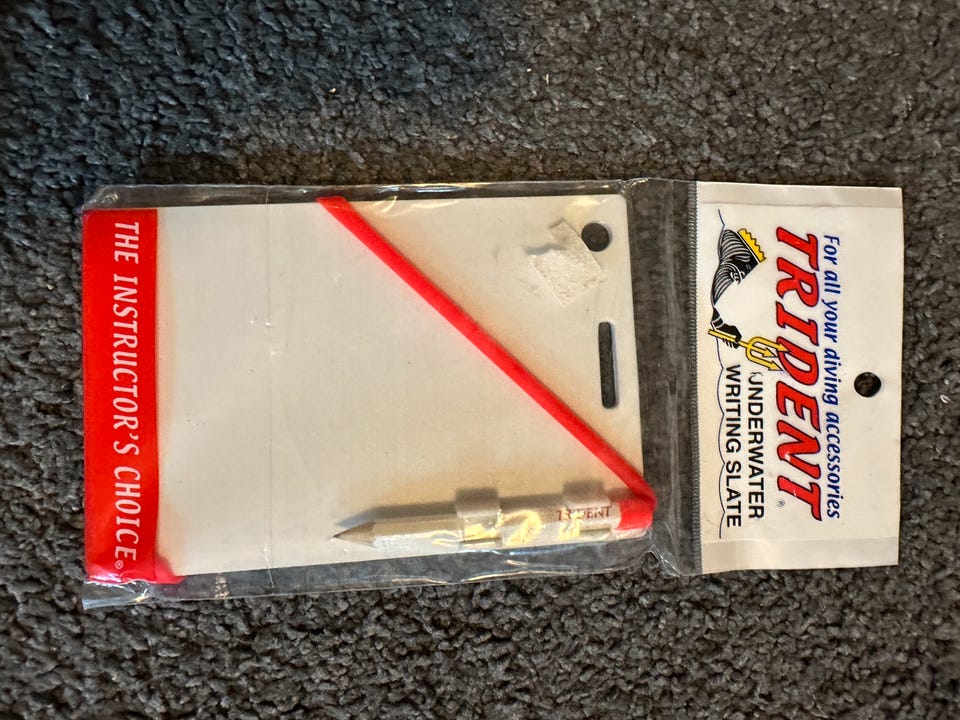 For all your diving accessories
TRIDENT®
UNDERWATER
WRITING SLATE
TRIDENT
THE INSTRUCTOR'S CHOICE®